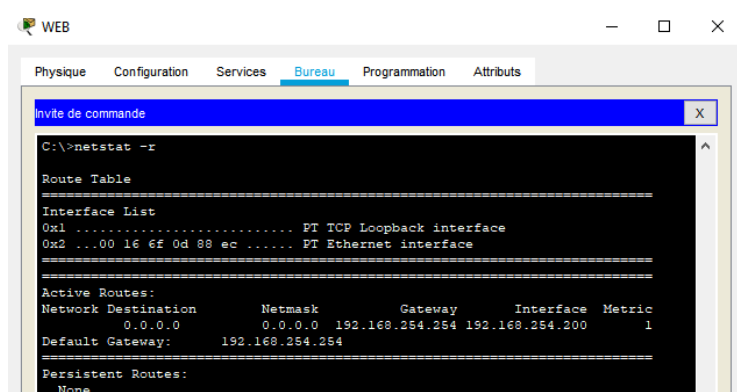 WEB
Physique Configuration Services Bureau Programmation Attributs
Invite de commande X
C:\>netstat -r
Route Table
===========================================================================
Interface List
0x1 ........................... PT TCP Loopback interface
0x2 ...00 16 6f 0d 88 ec ...... PT Ethernet interface
===========================================================================
===========================================================================
Active Routes:
Network Destination Netmask Gateway Interface Metric
0.0.0.0 0.0.0.0 192.168.254.254 192.168.254.200 1
Default Gateway: 192.168.254.254
===========================================================================
Persistent Routes:
None